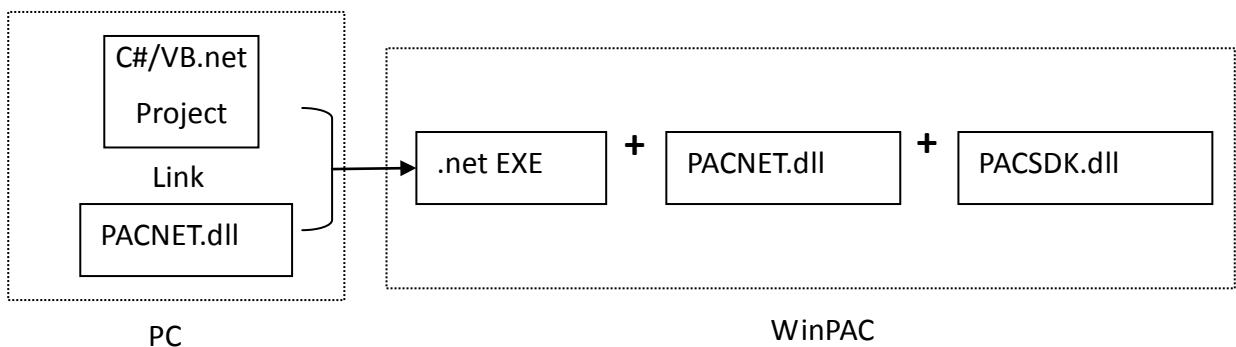 C#/VB.net
Project
Link
PACNET.dll
PC
.net EXE
+
PACNET.dll
+
PACSDK.dll
WinPAC